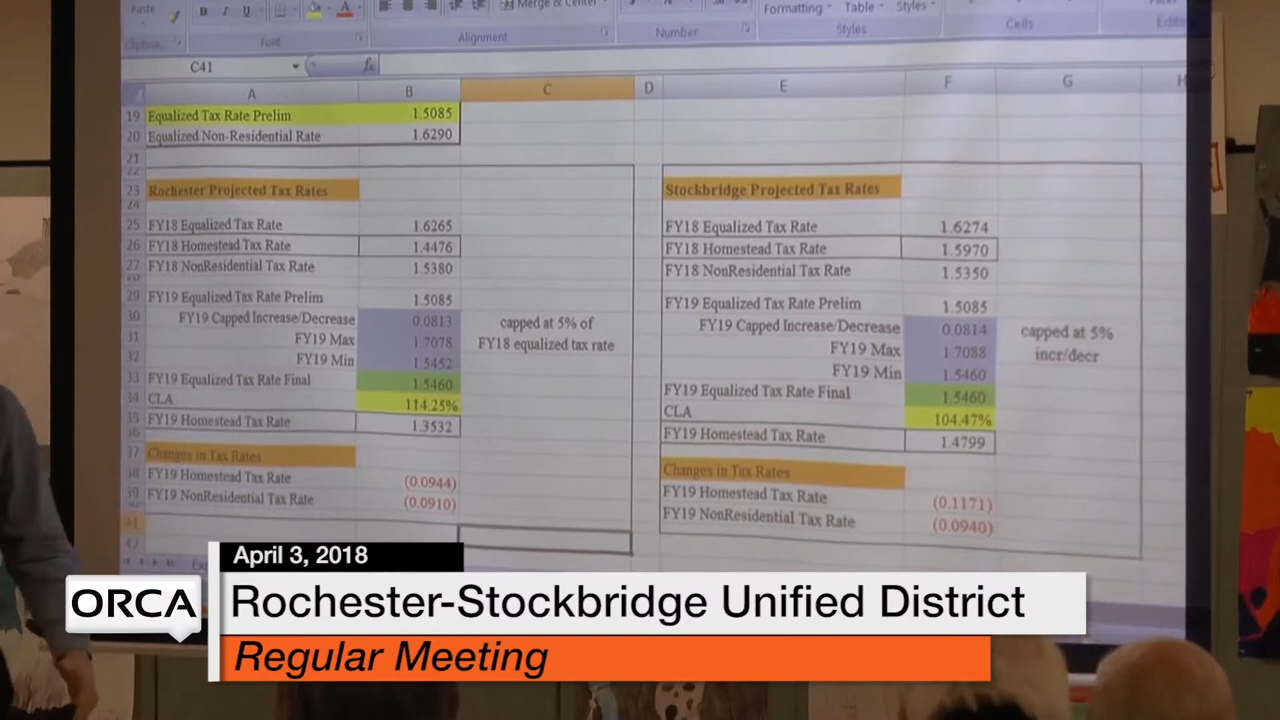 Paste
B I U
A
Merge & Center
Formatting Table Styles
Clipboa...
Font
Alignment
Number
Styles
Cells
Editin
C41
fx
A B C D E F G H
19 Equalized Tax Rate Prelim 1.5085
20 Equalized Non-Residential Rate 1.6290
21
22
23 Rochester Projected Tax Rates Stockbridge Projected Tax Rates
24
25 FY18 Equalized Tax Rate 1.6265 FY18 Equalized Tax Rate 1.6274
26 FY18 Homestead Tax Rate 1.4476 FY18 Homestead Tax Rate 1.5970
27 FY18 NonResidential Tax Rate 1.5380 FY18 NonResidential Tax Rate 1.5350
29 FY19 Equalized Tax Rate Prelim 1.5085 FY19 Equalized Tax Rate Prelim 1.5085
30 FY19 Capped Increase/Decrease 0.0813 capped at 5% of FY19 Capped Increase/Decrease 0.0814 capped at 5%
31 FY19 Max 1.7078 FY18 equalized tax rate FY19 Max 1.7088 incr/decr
32 FY19 Min 1.5452 FY19 Min 1.5460
33 FY19 Equalized Tax Rate Final 1.5460 FY19 Equalized Tax Rate Final 1.5460
34 CLA 114.25% CLA 104.47%
35 FY19 Homestead Tax Rate 1.3532 FY19 Homestead Tax Rate 1.4799
36
37 Changes in Tax Rates Changes in Tax Rates
38 FY19 Homestead Tax Rate (0.0944) FY19 Homestead Tax Rate (0.1171)
39 FY19 NonResidential Tax Rate (0.0910) FY19 NonResidential Tax Rate (0.0940)
41
42
April 3, 2018
ORCA Rochester-Stockbridge Unified District
Regular Meeting